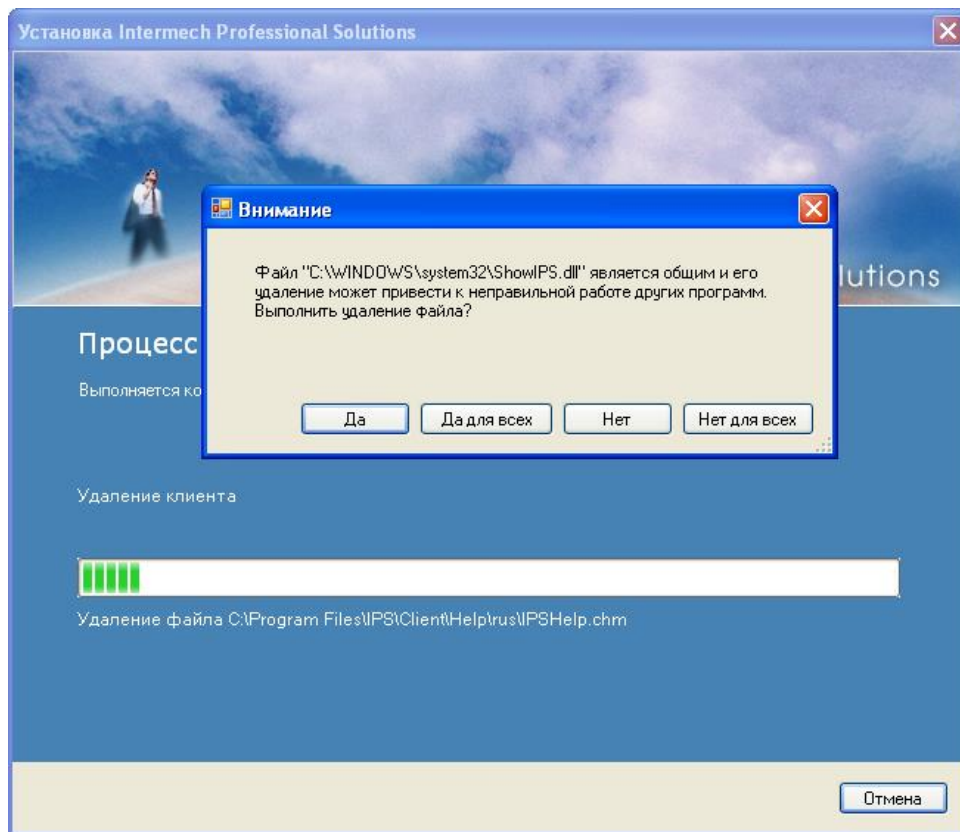 Установка Intermech Professional Solutions
Внимание
Файл "C:\WINDOWS\system32\ShowIPS.dll" является общим и его
удаление может привести к неправильной работе других программ.
Выполнить удаление файла?
Да
Да для всех
Нет
Нет для всех
lutions
Процесс
Выполняется ко
Удаление клиента
Удаление файла C:\Program Files\IPS\Client\Help\rus\IPSHelp.chm
Отмена